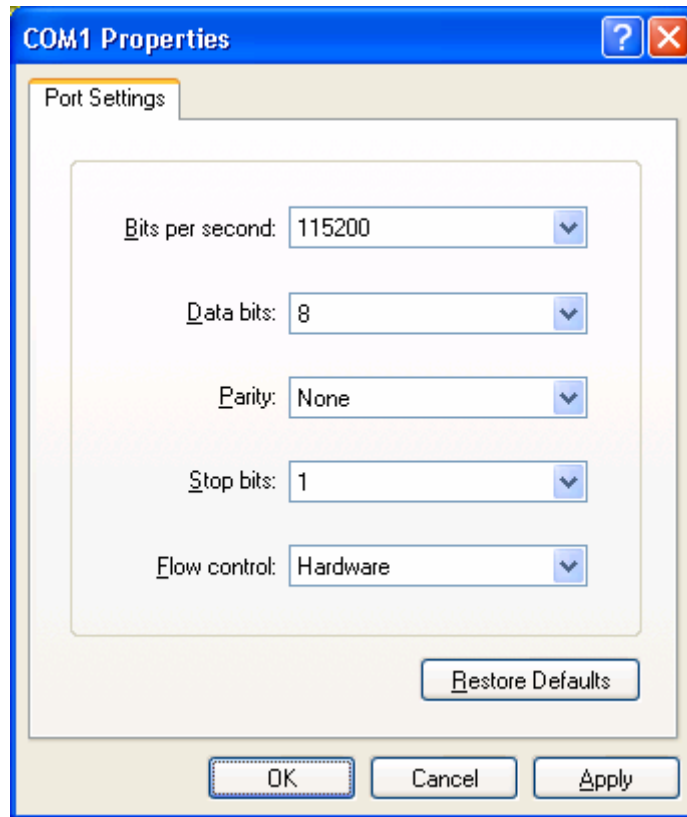 COM1 Properties
Port Settings
Bits per second: 115200
Data bits: 8
Parity: None
Stop bits: 1
Flow control: Hardware
Restore Defaults
OK Cancel Apply